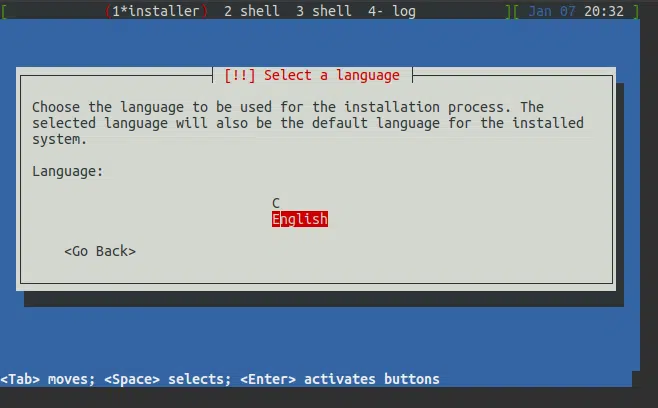 [ (1*installer) 2 shell 3 shell 4- log ][ Jan 07 20:32 ]
[!!] Select a language
Choose the language to be used for the installation process. The
selected language will also be the default language for the installed
system.
Language:
C
English
<Go Back>
<Tab> moves; <Space> selects; <Enter> activates buttons